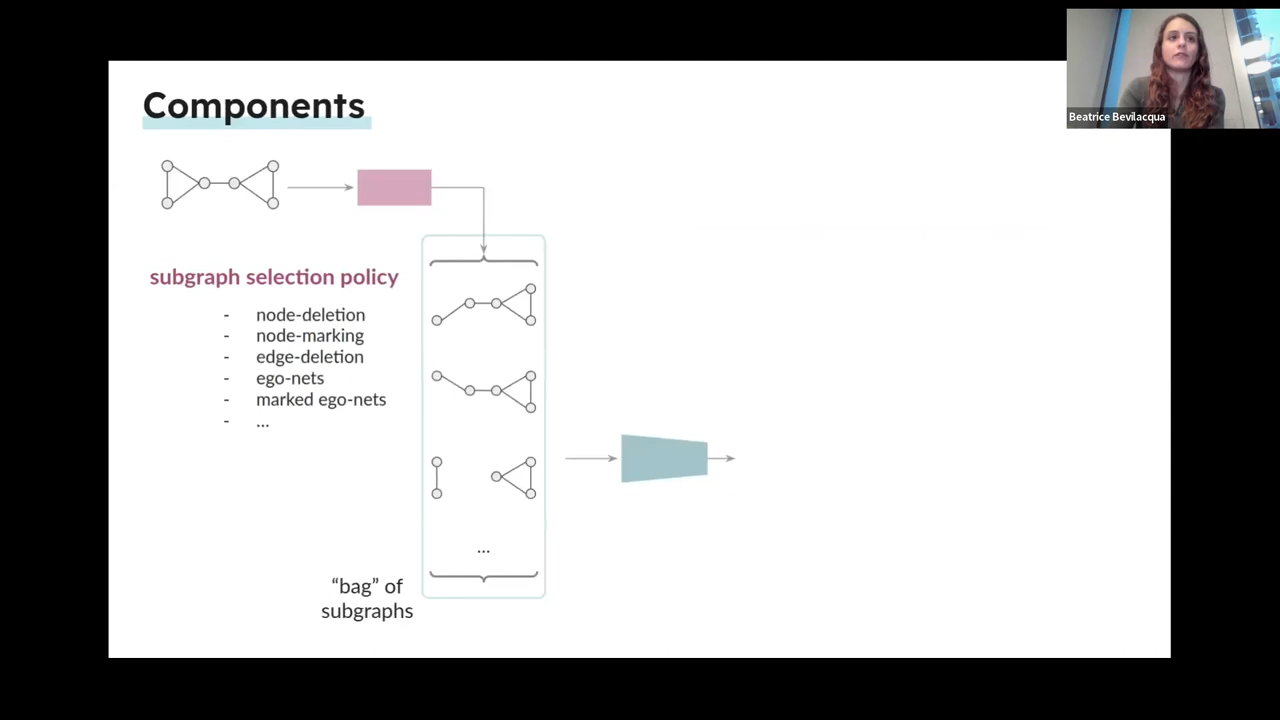 Components
Beatrice Bevilacqua
subgraph selection policy
- node-deletion
- node-marking
- edge-deletion
- ego-nets
- marked ego-nets
- ...
...
“bag” of
subgraphs